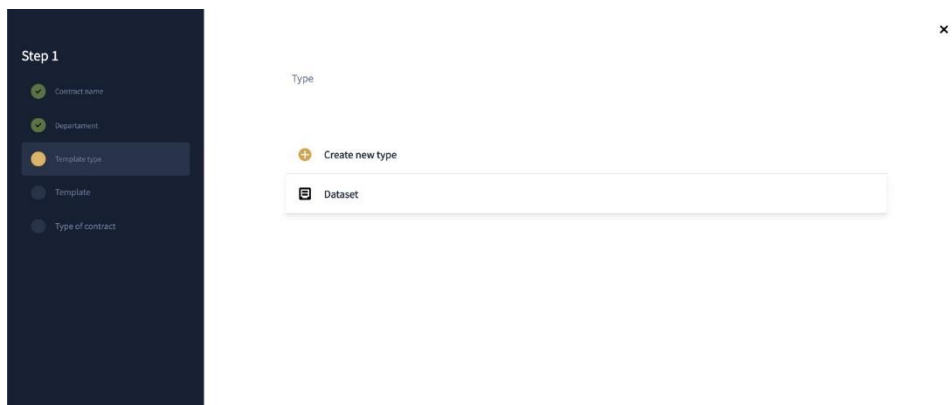 Step 1
Contract name
Departament
Template type
Template
Type of contract
Type
Create new type
Dataset